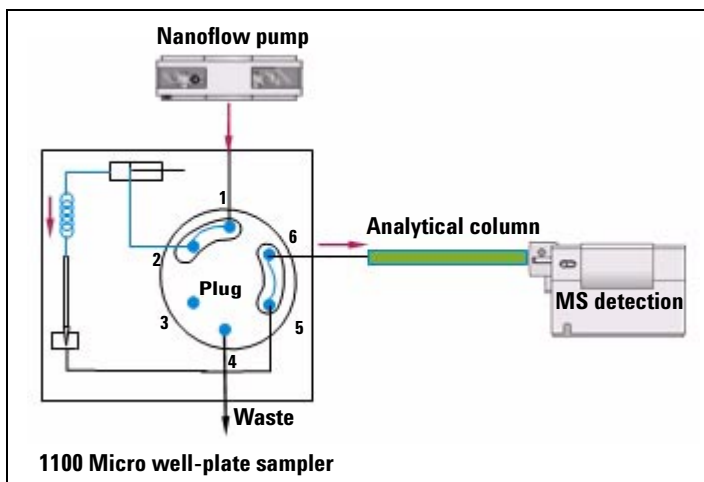 Nanoflow pump
1
6
Analytical column
2
Plug
MS detection
3
5
4
Waste
1100 Micro well-plate sampler